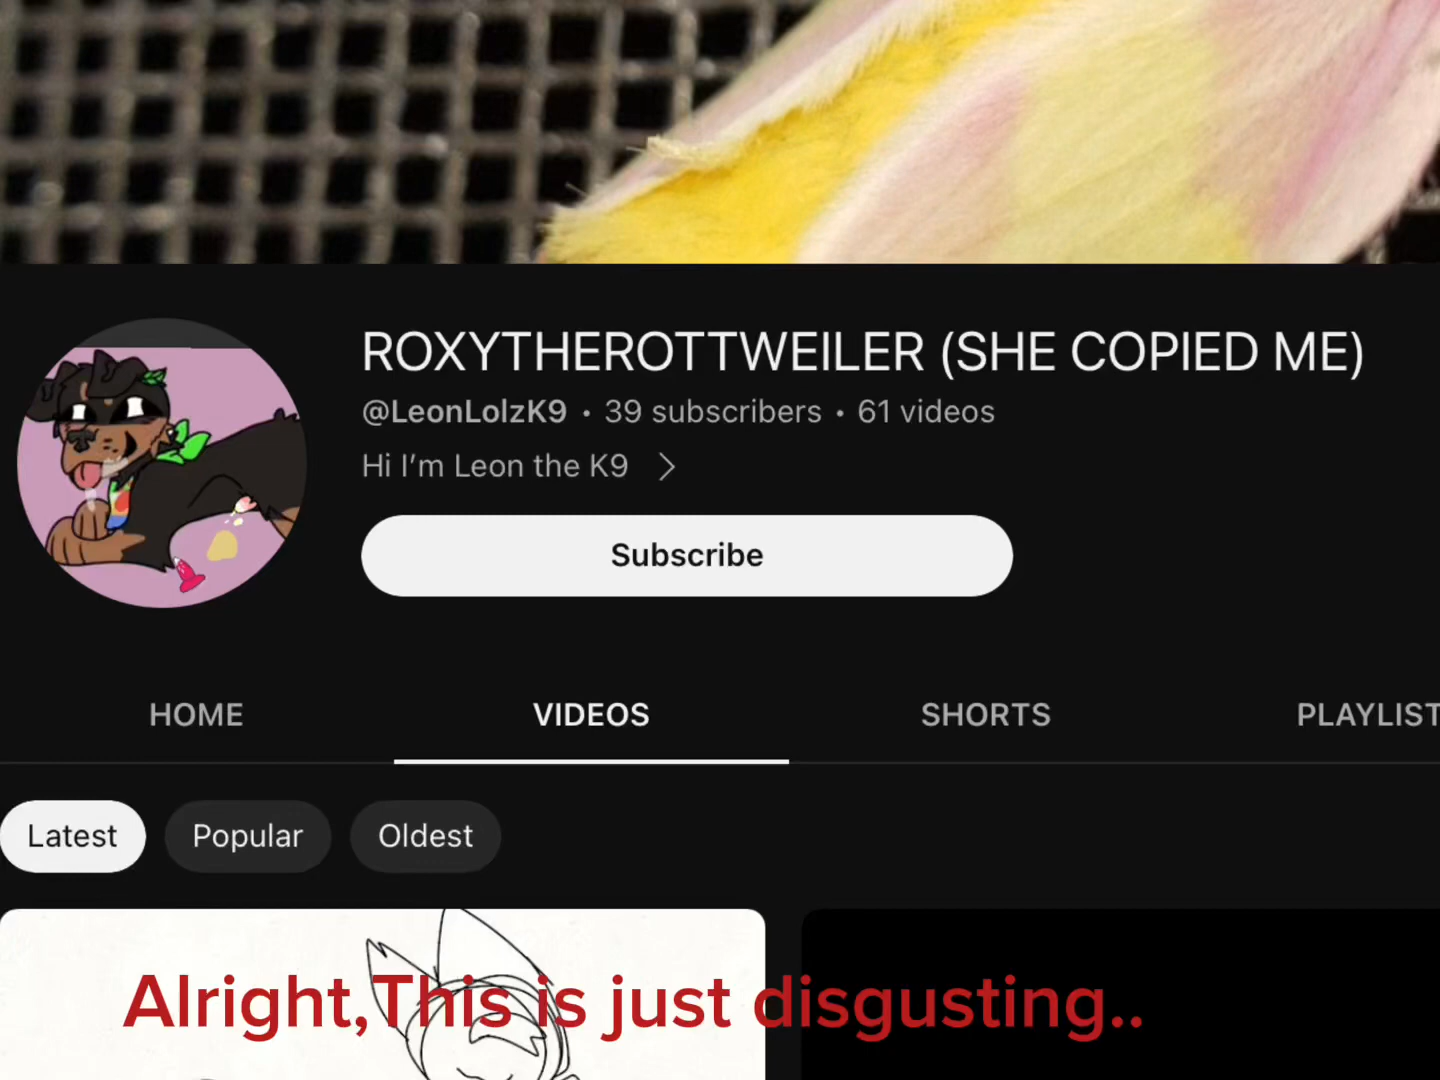 ROXYTHEROTTWEILER (SHE COPIED ME)
@LeonLolzK9 • 39 subscribers • 61 videos
Hi I’m Leon the K9 >
Subscribe
HOME VIDEOS SHORTS PLAYLIST
Latest Popular Oldest
Alright,This is just disgusting..